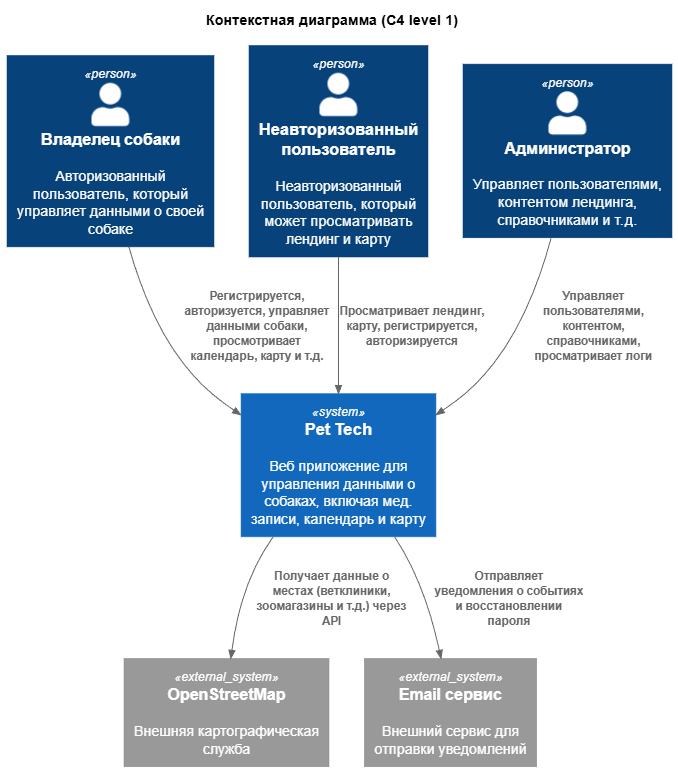 Контекстная диаграмма (C4 level 1)
«person»
Владелец собаки
Авторизованный
пользователь, который
управляет данными о своей
собаке
«person»
Неавторизованный
пользователь
Неавторизованный
пользователь, который
может просматривать
лендинг и карту
«person»
Администратор
Управляет пользователями,
контентом лендинга,
справочниками и т.д.
Регистрируется,
авторизуется, управляет
данными собаки,
просмотривает
календарь, карту и т.д.
Просматривает лендинг,
карту, регистрируется,
авторизируется
Управляет
пользователями,
контентом,
справочниками,
просматривает логи
«system»
Pet Tech
Веб приложение для
управления данными о
собаках, включая мед.
записи, календарь и карту
Получает данные о
местах (ветклиники,
зоомагазины и т.д.) через
API
Отправляет
уведомления о событиях
и восстановлении
пароля
«external_system»
OpenStreetMap
Внешняя картографическая
служба
«external_system»
Email сервис
Внешний сервис для
отправки уведомлений